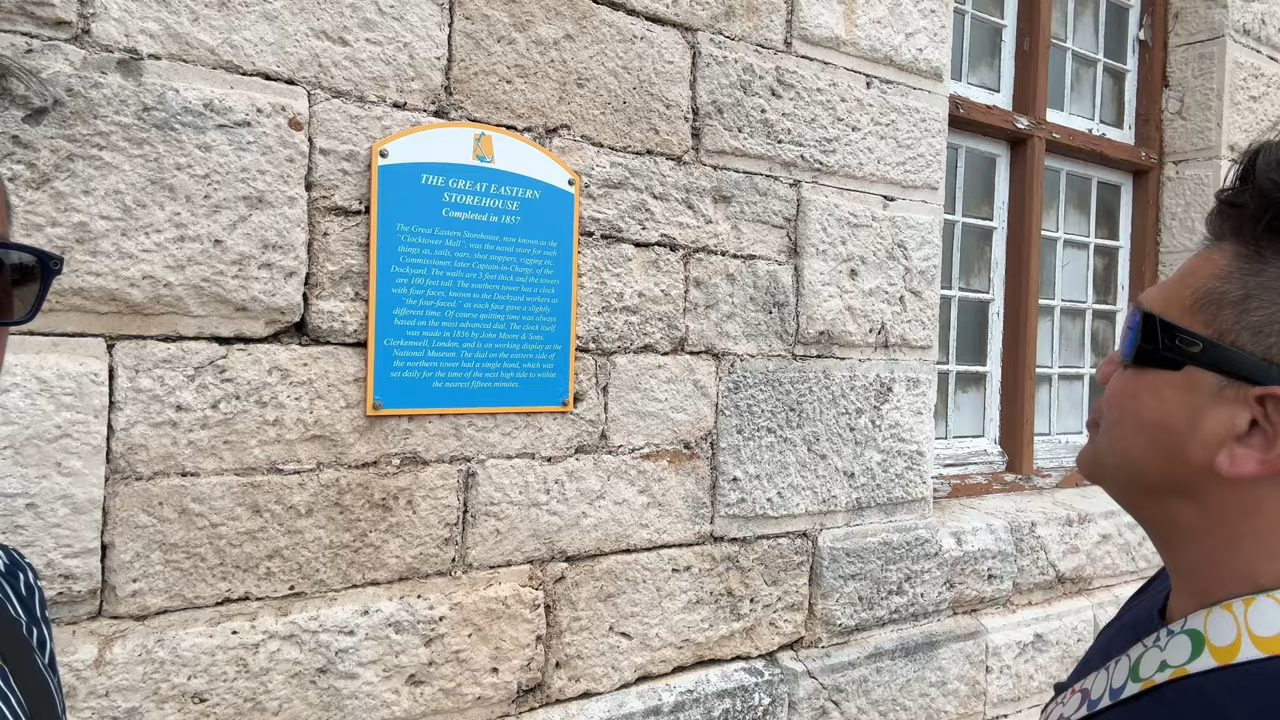 THE GREAT EASTERN
STOREHOUSE
Completed in 1857
The Great Eastern Storehouse, now known as the
"Clocktower Mall", was the naval store for such
things as, sails, oars, shot stoppers, rigging etc.
Commissioner, later Captain-in-Charge, of the
Dockyard. The walls are 3 feet thick and the towers
are 100 feet tall. The southern tower has a clock
with four faces, known to the Dockyard workers as
"the four-faced," as each face gave a slightly
different time. Of course quitting time was always
based on the most advanced dial. The clock itself
was made in 1856 by John Moore & Sons,
Clerkenwell, London, and is on working display at the
National Museum. The dial on the eastern side of
the northern tower had a single hand, which was
set daily for the time of the next high tide to within
the nearest fifteen minutes.